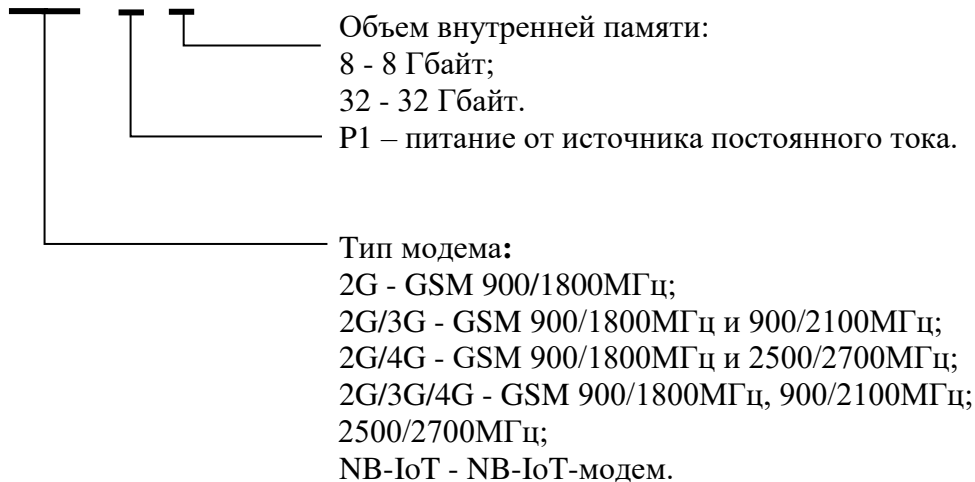 Объем внутренней памяти:
8 - 8 Гбайт;
32 - 32 Гбайт.
P1 – питание от источника постоянного тока.
Тип модема:
2G - GSM 900/1800МГц;
2G/3G - GSM 900/1800МГц и 900/2100МГц;
2G/4G - GSM 900/1800МГц и 2500/2700МГц;
2G/3G/4G - GSM 900/1800МГц, 900/2100МГц;
2500/2700МГц;
NB-IoT - NB-IoT-модем.